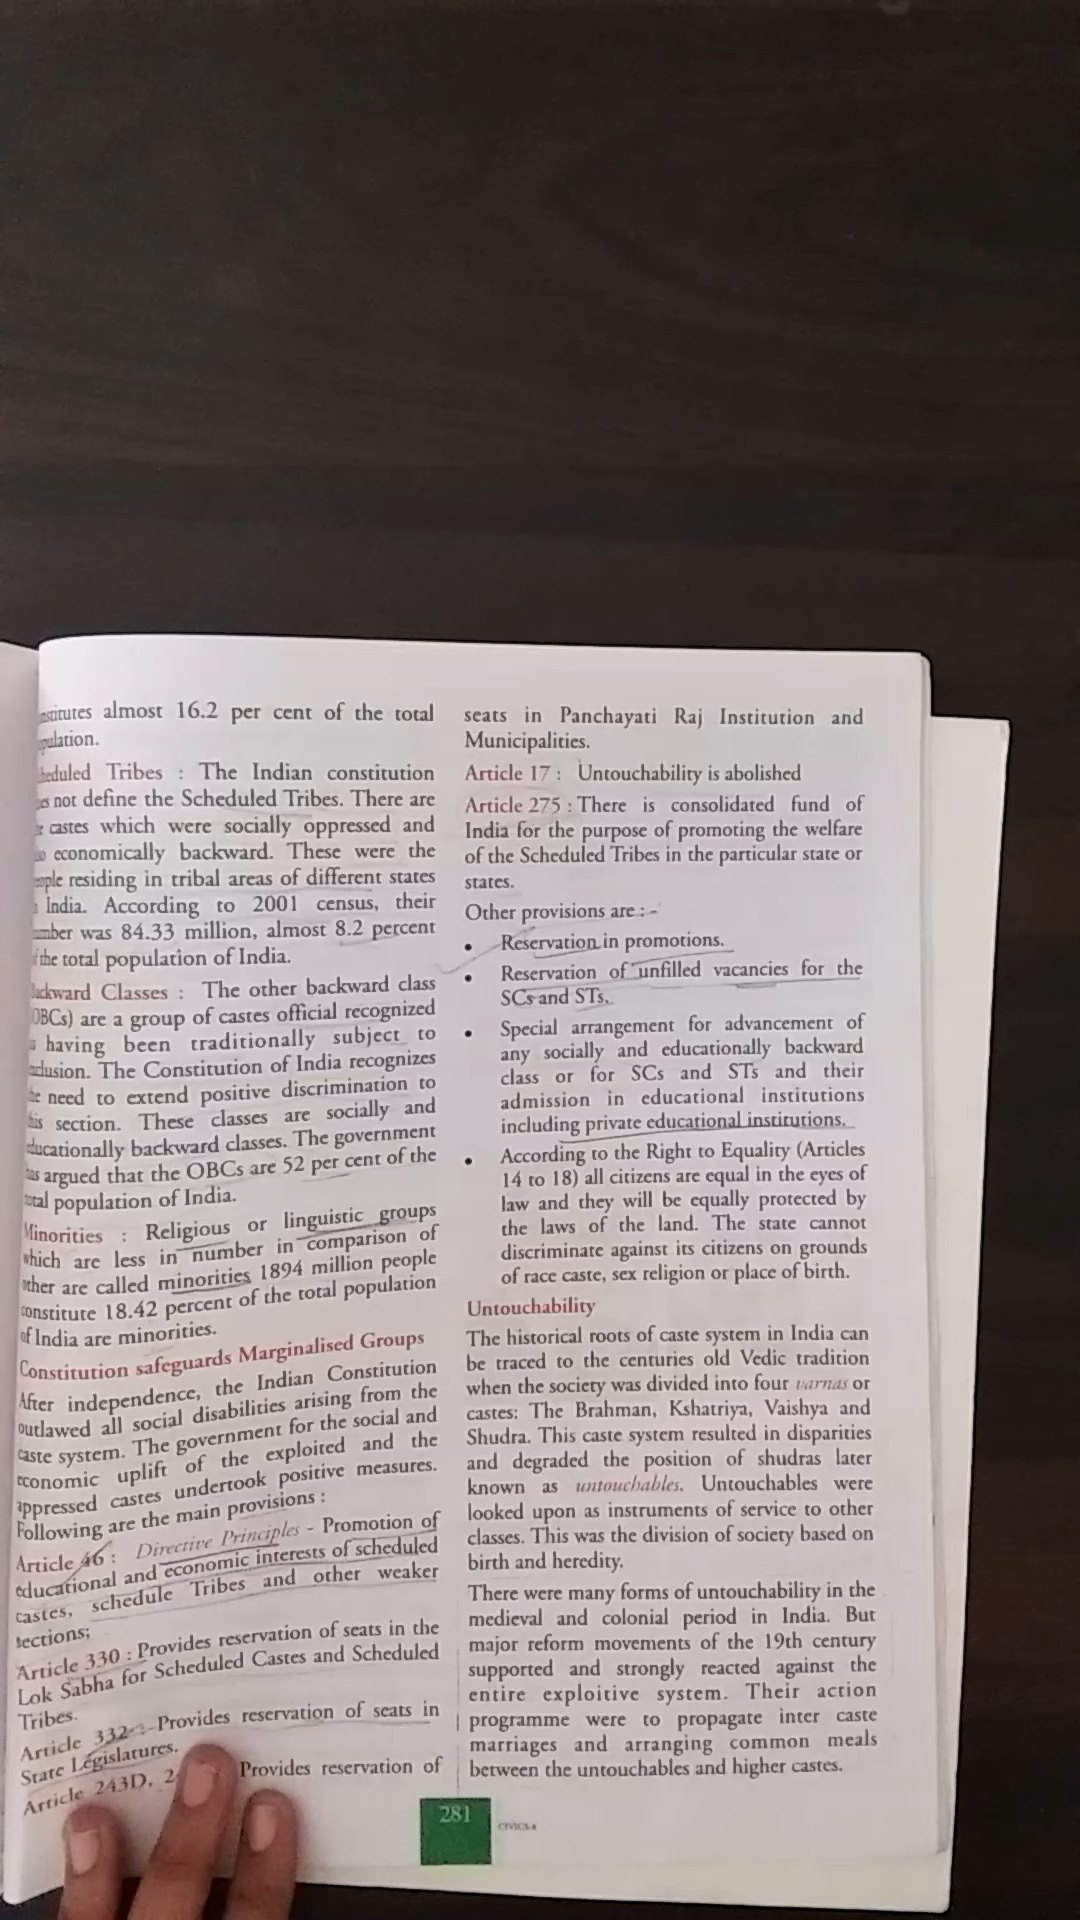 almost 16.2 per cent of the total
Tribes : The Indian constitution
not define the Scheduled Tribes. There are
castes which were socially oppressed and
economically backward. These were the
residing in tribal areas of different states
India. According to 2001 census, their
was 84.33 million, almost 8.2 percent
the total population of India.
Classes : The other backward class
(OBCs) are a group of castes official recognized
having been traditionally subject to
The Constitution of India recognizes
need to extend positive discrimination to
section. These classes are socially and
educationally backward classes. The government
argued that the OBCs are 52 per cent of the
total population of India.
Minorities : Religious or linguistic groups
which are less in number in comparison of
other are called minorities 1894 million people
constitute 18.42 percent of the total population
of India are minorities.
Constitution safeguards Marginalised Groups
After independence, the Indian Constitution
outlawed all social disabilities arising from the
caste system. The government for the social and
economic uplift of the exploited and the
appressed castes undertook positive measures.
Following are the main provisions :
Article 46 : Directive Principles - Promotion of
educational and economic interests of scheduled
castes, schedule Tribes and other weaker
sections;
Article 330 : Provides reservation of seats in the
Lok Sabha for Scheduled Castes and Scheduled
Tribes.
Article 332 : Provides reservation of seats in
State Legislatures.
Article 243D, Provides reservation of
seats in Panchayati Raj Institution and
Municipalities.
Article 17 : Untouchability is abolished
Article 275 : There is consolidated fund of
India for the purpose of promoting the welfare
of the Scheduled Tribes in the particular state or
states.
Other provisions are : -
• Reservation in promotions.
• Reservation of unfilled vacancies for the
SCs and STs.
• Special arrangement for advancement of
any socially and educationally backward
class or for SCs and STs and their
admission in educational institutions
including private educational institutions.
• According to the Right to Equality (Articles
14 to 18) all citizens are equal in the eyes of
law and they will be equally protected by
the laws of the land. The state cannot
discriminate against its citizens on grounds
of race caste, sex religion or place of birth.
Untouchability
The historical roots of caste system in India can
be traced to the centuries old Vedic tradition
when the society was divided into four varnas or
castes: The Brahman, Kshatriya, Vaishya and
Shudra. This caste system resulted in disparities
and degraded the position of shudras later
known as untouchables. Untouchables were
looked upon as instruments of service to other
classes. This was the division of society based on
birth and heredity.
There were many forms of untouchability in the
medieval and colonial period in India. But
major reform movements of the 19th century
supported and strongly reacted against the
entire exploitive system. Their action
programme were to propagate inter caste
marriages and arranging common meals
between the untouchables and higher castes.
281